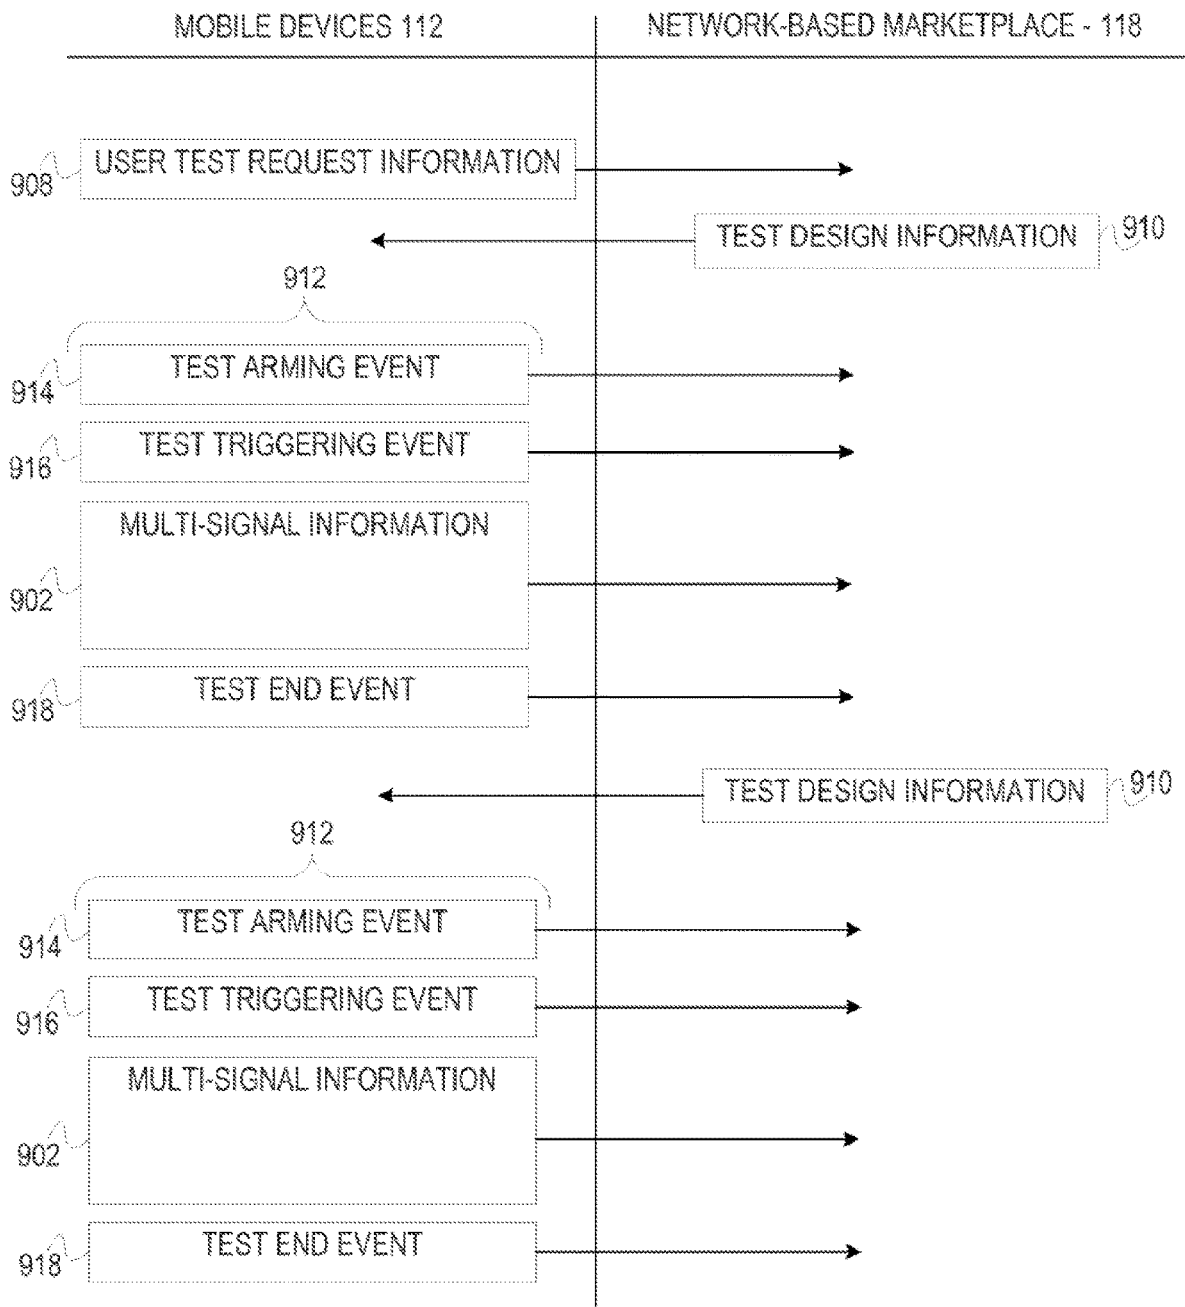 MOBILE DEVICES 112
NETWORK-BASED MARKETPLACE - 118
USER TEST REQUEST INFORMATION
908
TEST DESIGN INFORMATION
910
912
TEST ARMING EVENT
914
TEST TRIGGERING EVENT
916
MULTI-SIGNAL INFORMATION
902
TEST END EVENT
918
TEST DESIGN INFORMATION
910
912
TEST ARMING EVENT
914
TEST TRIGGERING EVENT
916
MULTI-SIGNAL INFORMATION
902
TEST END EVENT
918